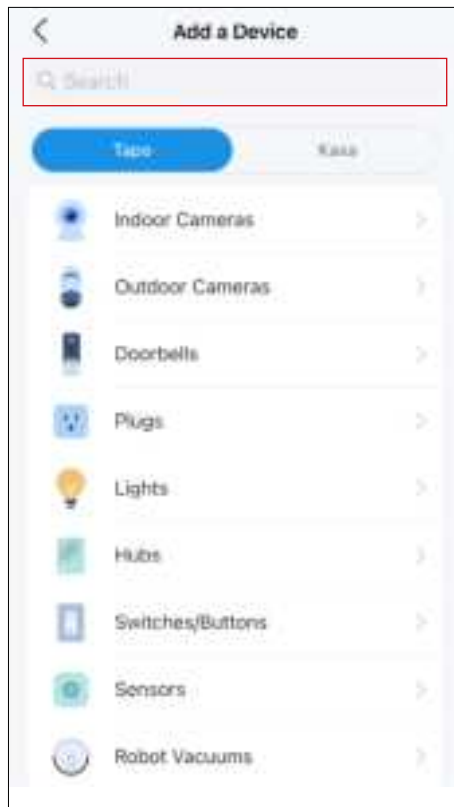 Add a Device
Search
Tapo
Kasa
Indoor Cameras
Outdoor Cameras
Doorbells
Plugs
Lights
Hubs
Switches/Buttons
Sensors
Robot Vacuums